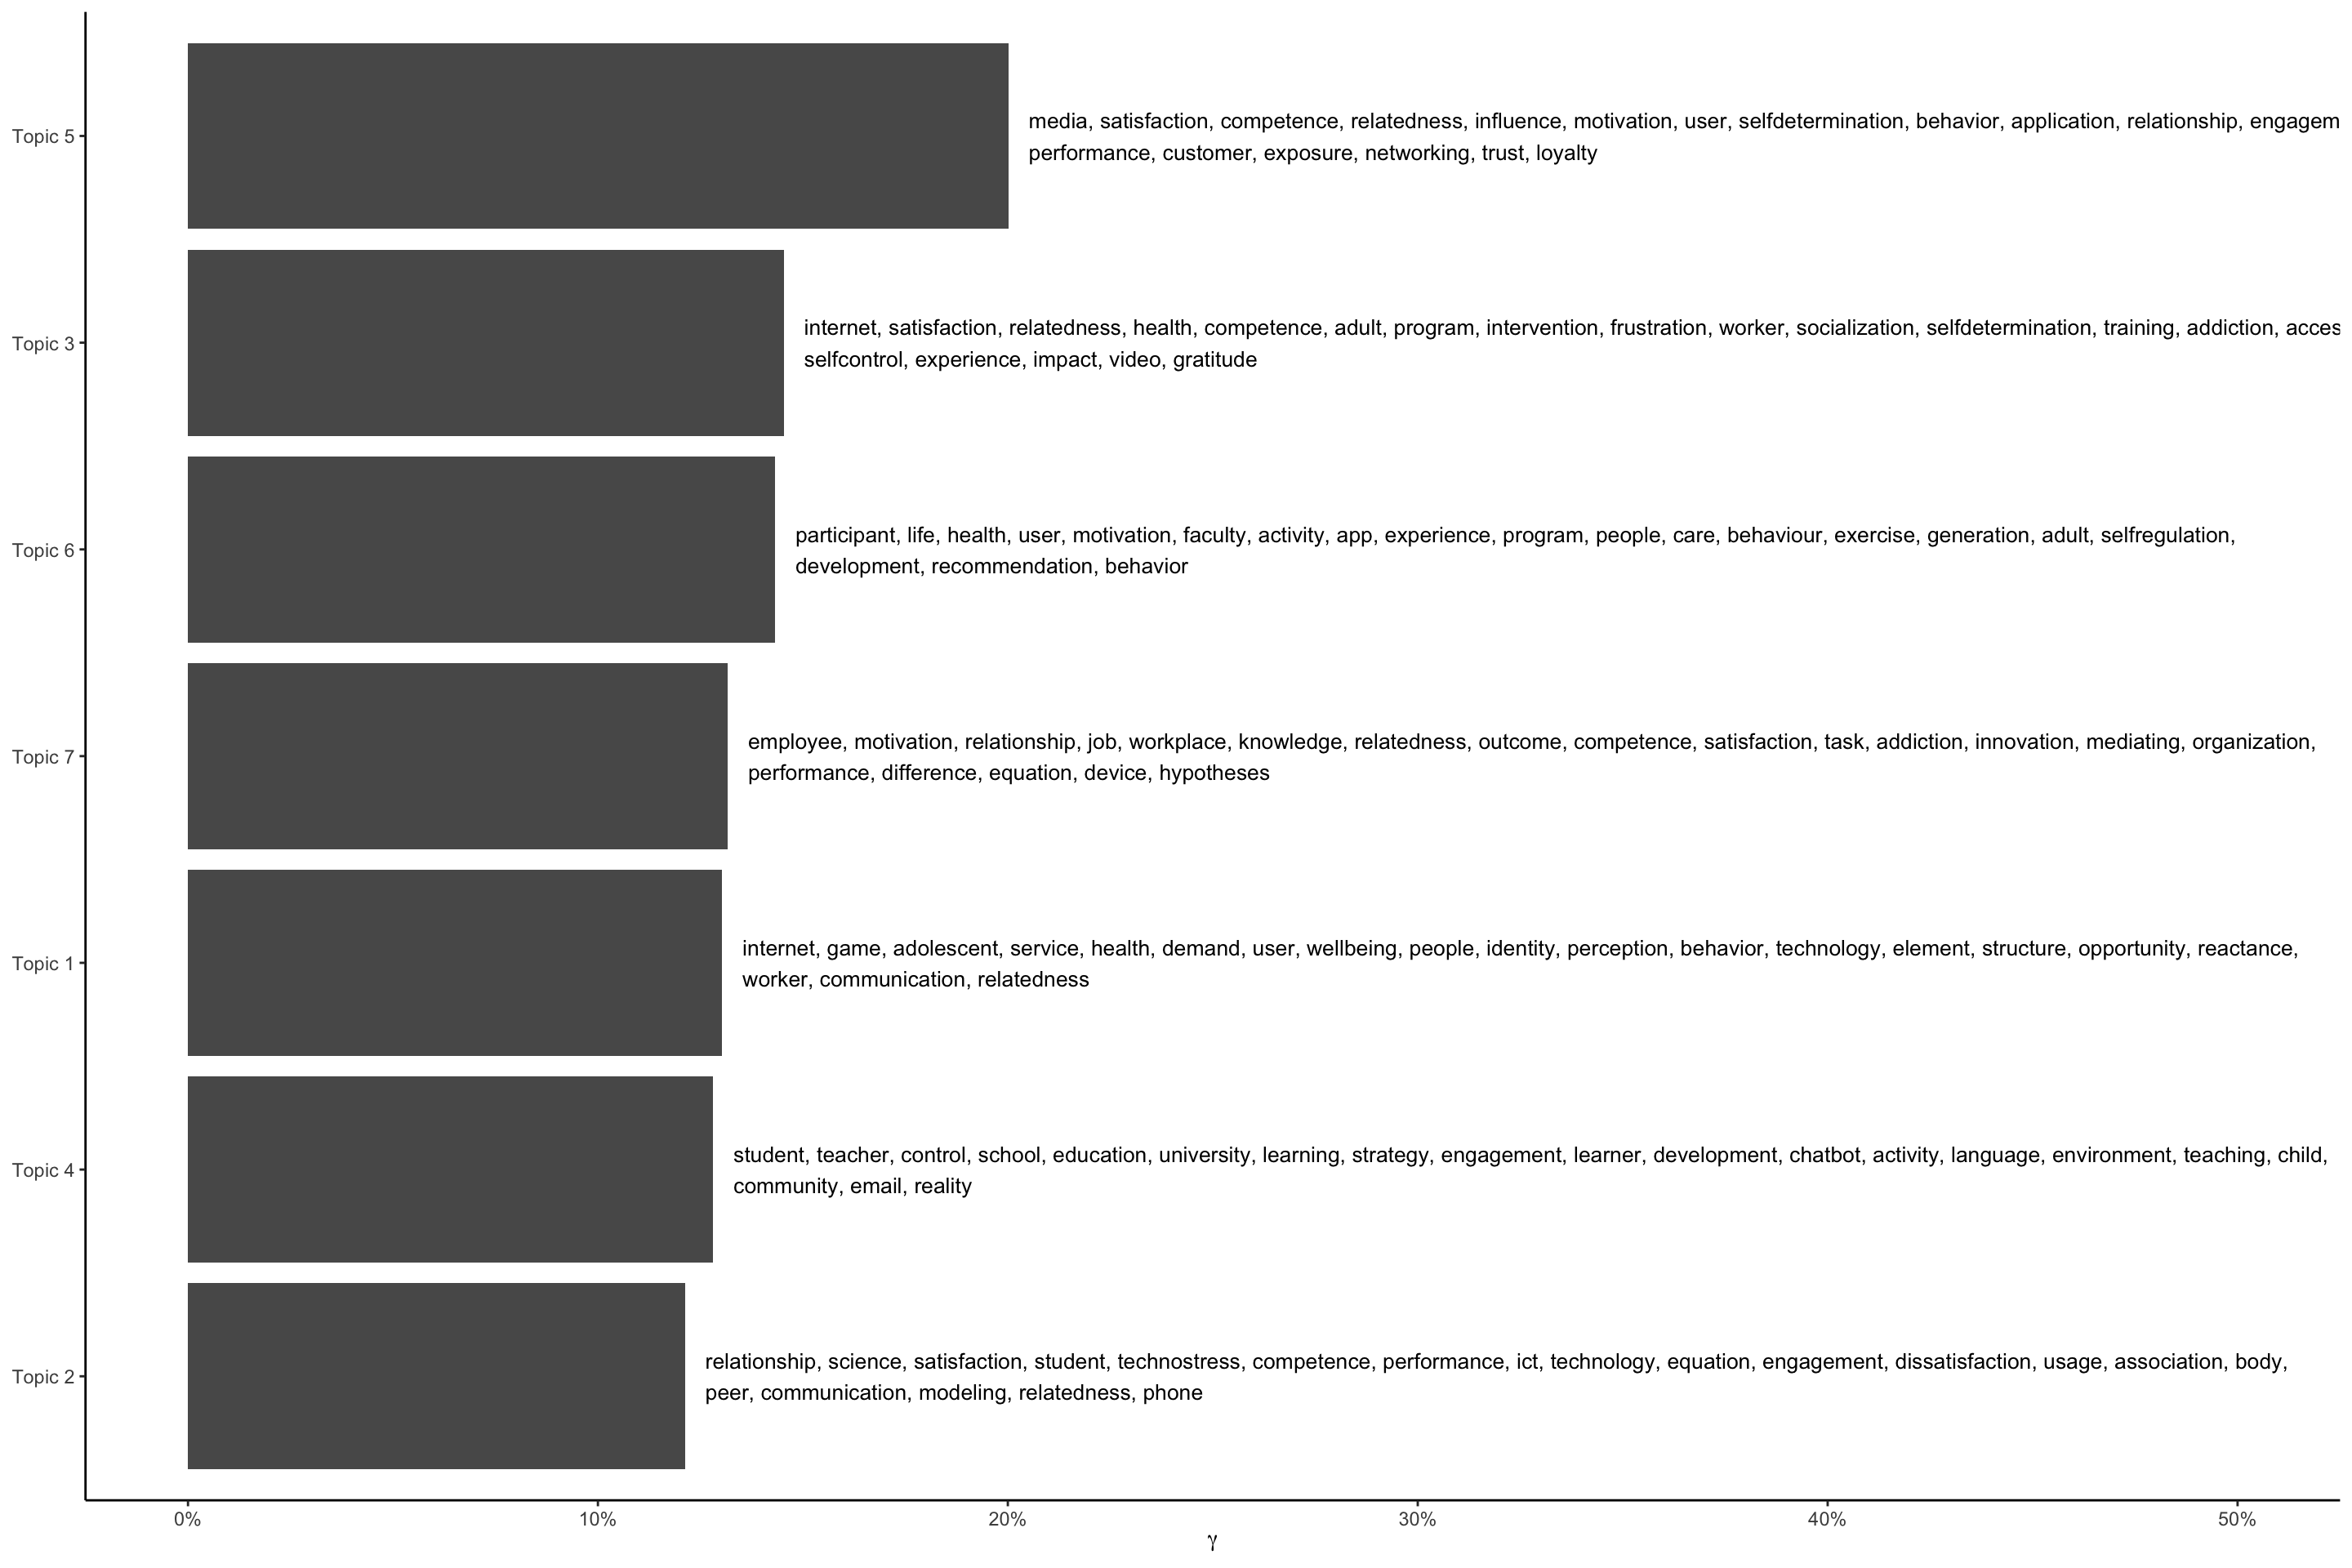 Topic 5
media, satisfaction, competence, relatedness, influence, motivation, user, selfdetermination, behavior, application, relationship, engagem
performance, customer, exposure, networking, trust, loyalty
Topic 3
internet, satisfaction, relatedness, health, competence, adult, program, intervention, frustration, worker, socialization, selfdetermination, training, addiction, acces
selfcontrol, experience, impact, video, gratitude
Topic 6
participant, life, health, user, motivation, faculty, activity, app, experience, program, people, care, behaviour, exercise, generation, adult, selfregulation,
development, recommendation, behavior
Topic 7
employee, motivation, relationship, job, workplace, knowledge, relatedness, outcome, competence, satisfaction, task, addiction, innovation, mediating, organization,
performance, difference, equation, device, hypotheses
Topic 1
internet, game, adolescent, service, health, demand, user, wellbeing, people, identity, perception, behavior, technology, element, structure, opportunity, reactance,
worker, communication, relatedness
Topic 4
student, teacher, control, school, education, university, learning, strategy, engagement, learner, development, chatbot, activity, language, environment, teaching, child,
community, email, reality
Topic 2
relationship, science, satisfaction, student, technostress, competence, performance, ict, technology, equation, engagement, dissatisfaction, usage, association, body,
peer, communication, modeling, relatedness, phone
0% 10% 20% 30% 40% 50%
γ